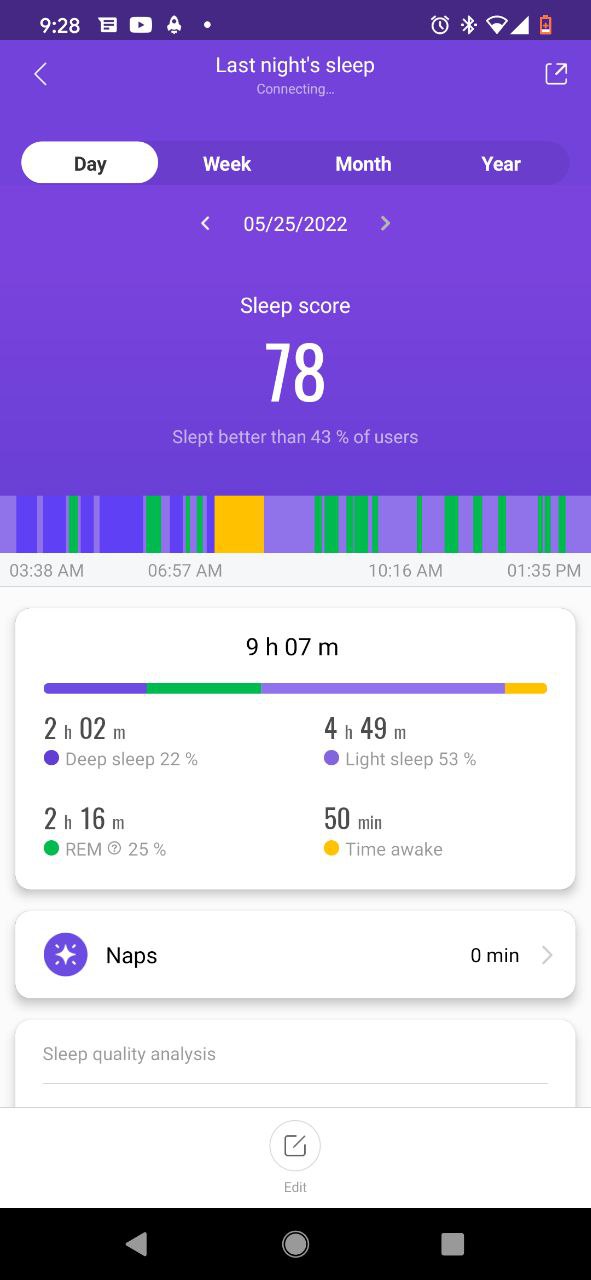 9:28
Last night's sleep
Connecting...
Day Week Month Year
05/25/2022
Sleep score
78
Slept better than 43 % of users
03:38 AM 06:57 AM 10:16 AM 01:35 PM
9 h 07 m
2 h 02 m 4 h 49 m
Deep sleep 22 % Light sleep 53 %
2 h 16 m 50 min
REM ? 25 % Time awake
Naps 0 min
Sleep quality analysis
Edit